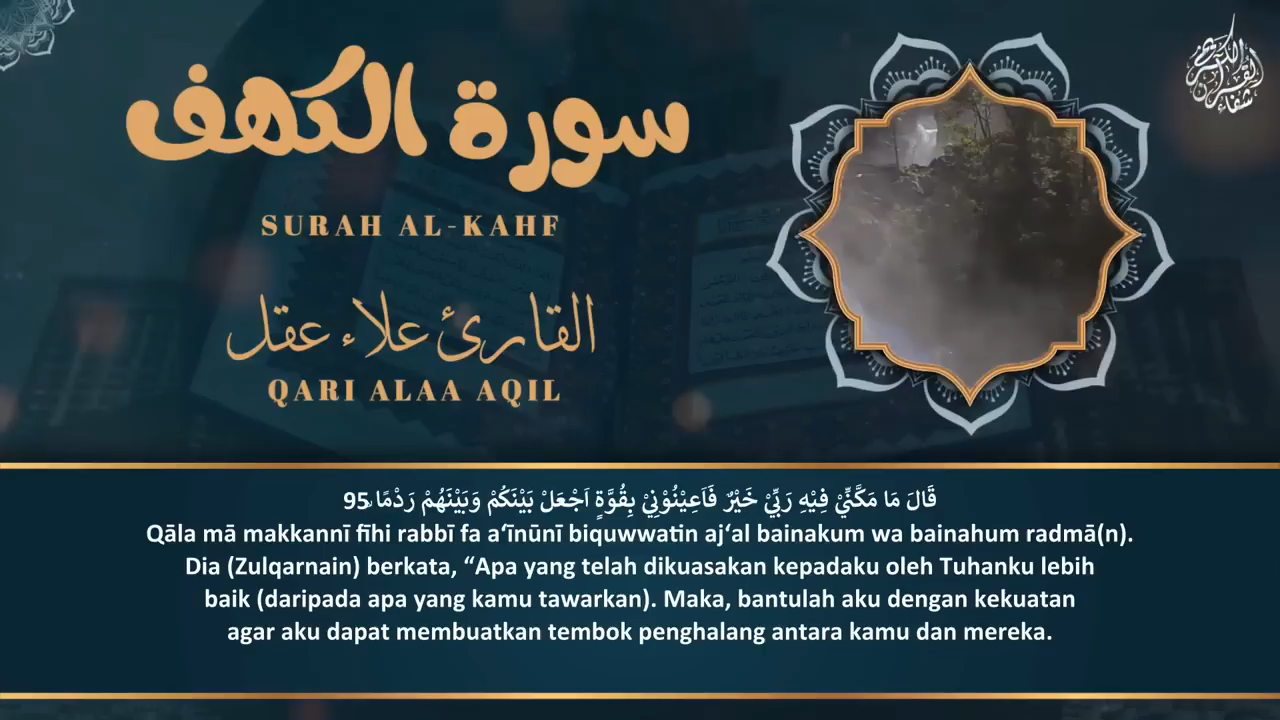 سورة الكهف
SURAH AL-KAHF
القارئ علاء عقل
QARI ALAA AQIL
القرآن الكريم
شفاء
قَالَ مَا مَكَّنِّيْ فِيْهِ رَبِّيْ خَيْرٌ فَاَعِيْنُوْنِيْ بِقُوَّةٍ اَجْعَلْ بَيْنَكُمْ وَبَيْنَهُمْ رَدْمًاۙ 95
Qāla mā makkannī fīhi rabbī fa a‘īnūnī biquwwatin aj‘al bainakum wa bainahum radmā(n).
Dia (Zulqarnain) berkata, “Apa yang telah dikuasakan kepadaku oleh Tuhanku lebih
baik (daripada apa yang kamu tawarkan). Maka, bantulah aku dengan kekuatan
agar aku dapat membuatkan tembok penghalang antara kamu dan mereka.